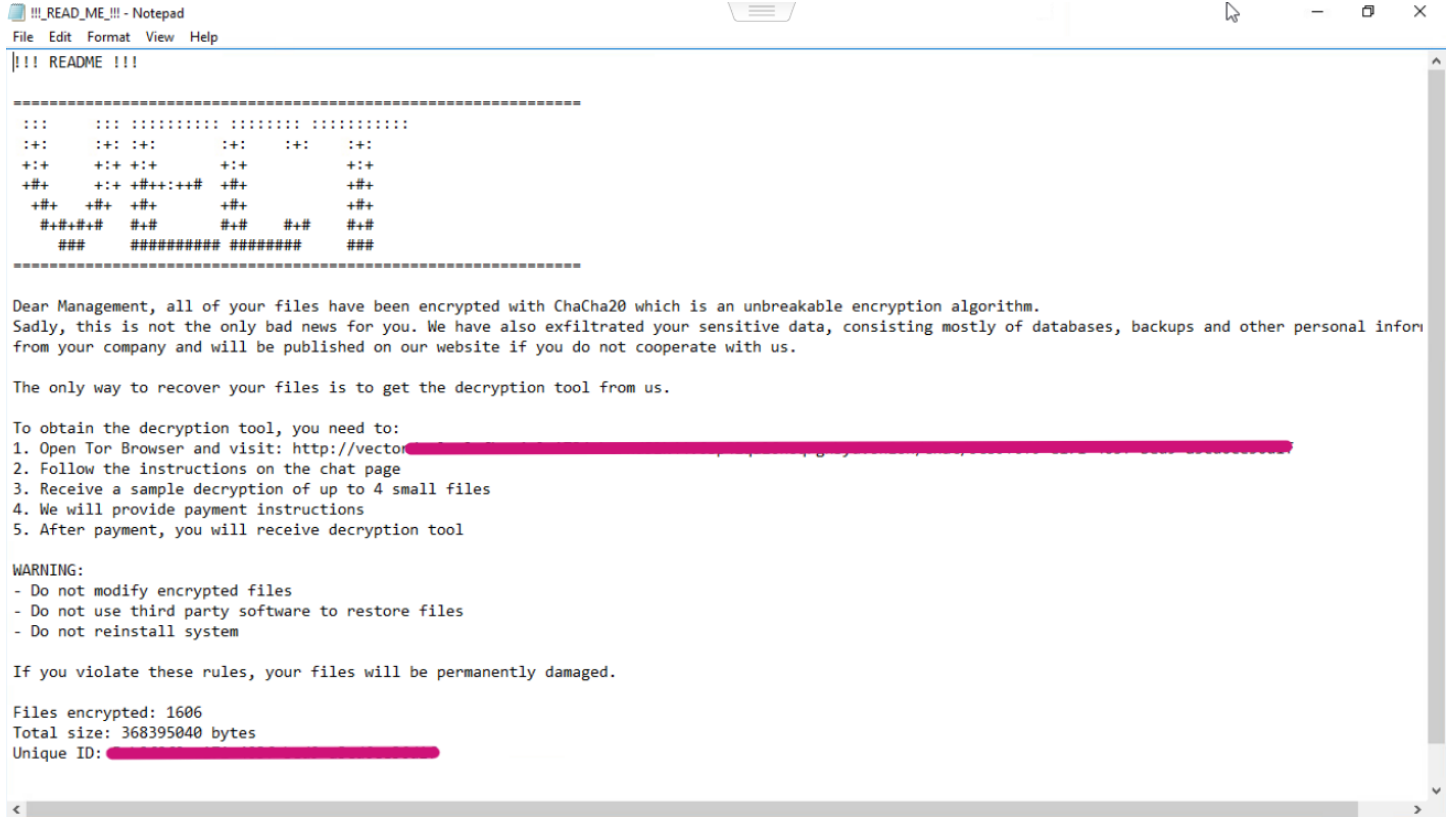 !!!_READ_ME_!!! - Notepad
File Edit Format View Help
!!! README !!!
===============================================================
:::     ::: :::::::::: :::::::: :::::::::::
:+:     :+: :+:       :+:    :+:    :+:
+:+     +:+ +:+       +:+           +:+
+#+     +:+ +#++:++#  +#+           +#+
+#+   +#+  +#+       +#+           +#+
#+#+#+#   #+#       #+#    #+#    #+#
###     ########## ########     ###
===============================================================
Dear Management, all of your files have been encrypted with ChaCha20 which is an unbreakable encryption algorithm.
Sadly, this is not the only bad news for you. We have also exfiltrated your sensitive data, consisting mostly of databases, backups and other personal
from your company and will be published on our website if you do not cooperate with us.
The only way to recover your files is to get the decryption tool from us.
To obtain the decryption tool, you need to:
1. Open Tor Browser and visit: http://vector
2. Follow the instructions on the chat page
3. Receive a sample decryption of up to 4 small files
4. We will provide payment instructions
5. After payment, you will receive decryption tool
WARNING:
- Do not modify encrypted files
- Do not use third party software to restore files
- Do not reinstall system
If you violate these rules, your files will be permanently damaged.
Files encrypted: 1606
Total size: 368395040 bytes
Unique ID: